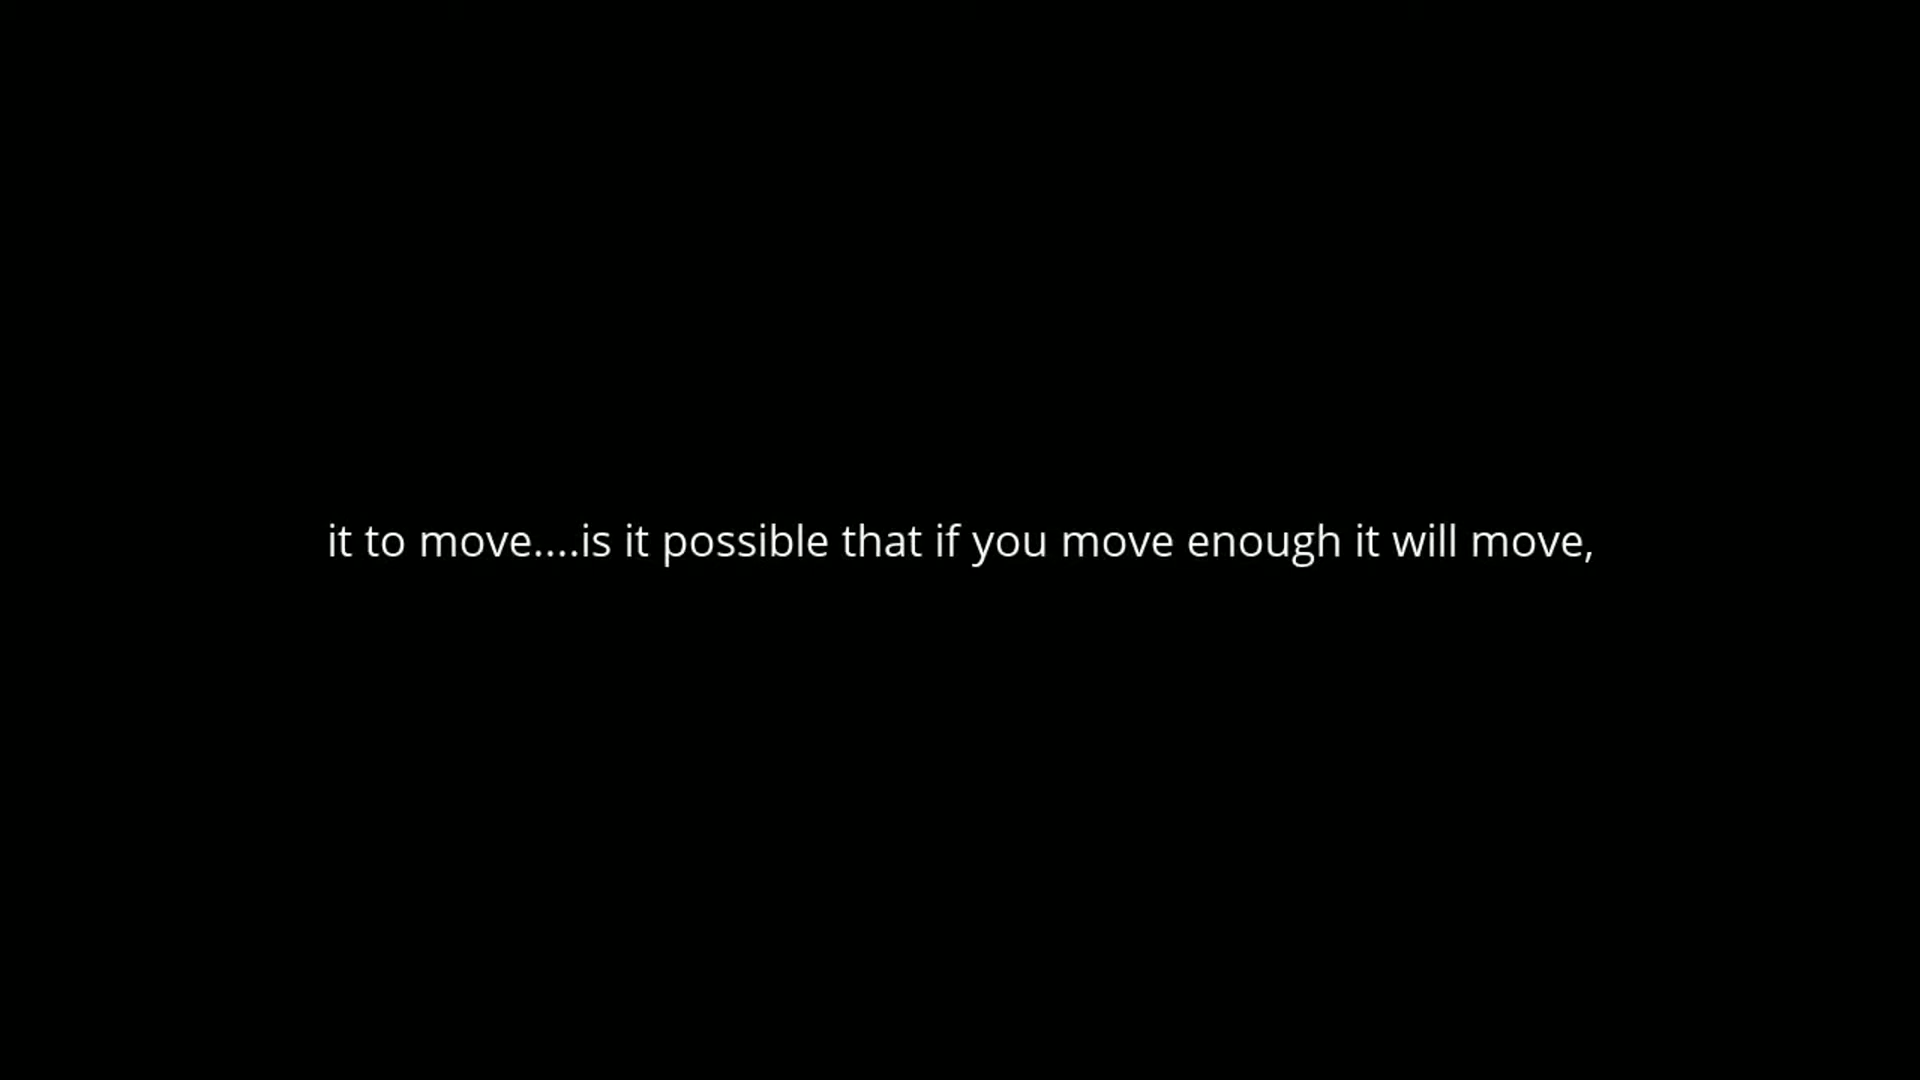 it to move....is it possible that if you move enough it will move,